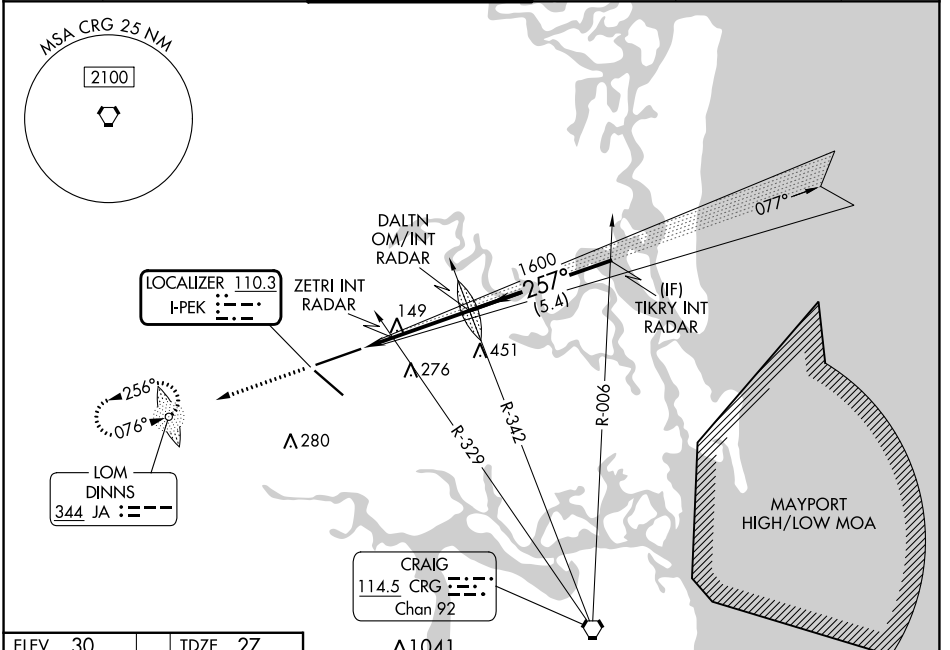 MSA CRG 25 NM
2100
DALTN
OM/INT
RADAR
077°
1600
257°
(5.4)
(IF)
TIKRY INT
RADAR
LOCALIZER 110.3
I-PEK
ZETRI INT
RADAR
149
451
276
256°
076°
280
R-329
R-342
R-006
LOM
DINNS
344 JA
MAYPORT
HIGH/LOW MOA
CRAIG
114.5 CRG
Chan 92
ELEV 30
TDZE 27
1041